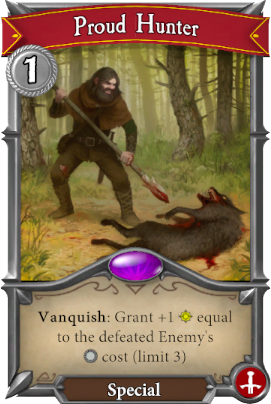 Proud Hunter
1
Vanquish: Grant +1 equal
to the defeated Enemy's
cost (limit 3)
Special